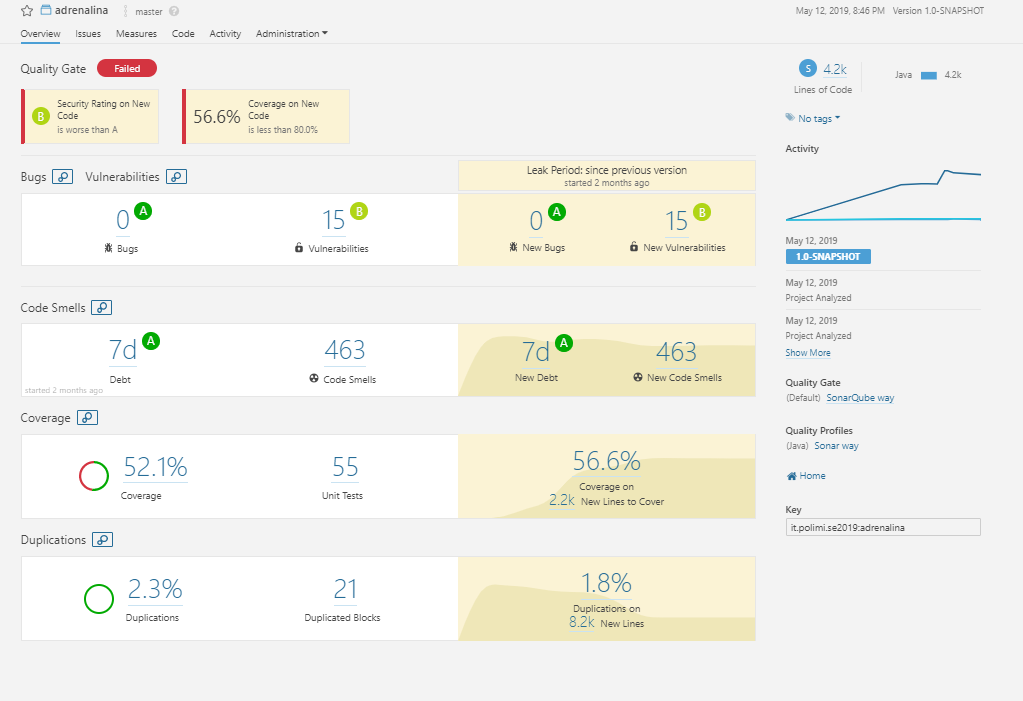 adrenalina master ?
May 12, 2019, 8:46 PM Version 1.0-SNAPSHOT
Overview Issues Measures Code Activity Administration
Quality Gate Failed
B Security Rating on New Code
is worse than A
56.6% Coverage on New Code
is less than 80.0%
Bugs Vulnerabilities
Leak Period: since previous version
started 2 months ago
0 A
Bugs
15 B
Vulnerabilities
0 A
New Bugs
15 B
New Vulnerabilities
Code Smells
7d A
Debt
started 2 months ago
463
Code Smells
7d A
New Debt
463
New Code Smells
Coverage
52.1%
Coverage
55
Unit Tests
56.6%
Coverage on
2.2k New Lines to Cover
Duplications
2.3%
Duplications
21
Duplicated Blocks
1.8%
Duplications on
8.2k New Lines
S 4.2k
Lines of Code
Java 4.2k
No tags
Activity
May 12, 2019
1.0-SNAPSHOT
May 12, 2019
Project Analyzed
May 12, 2019
Project Analyzed
Show More
Quality Gate
(Default) SonarQube way
Quality Profiles
(Java) Sonar way
Home
Key
it.polimi.se2019:adrenalina